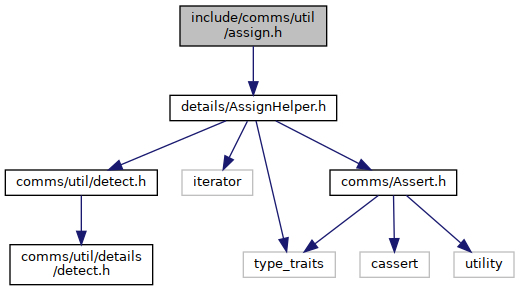 include/comms/util
/assign.h
details/AssignHelper.h
comms/util/detect.h
iterator
comms/Assert.h
comms/util/details
/detect.h
type_traits
cassert
utility